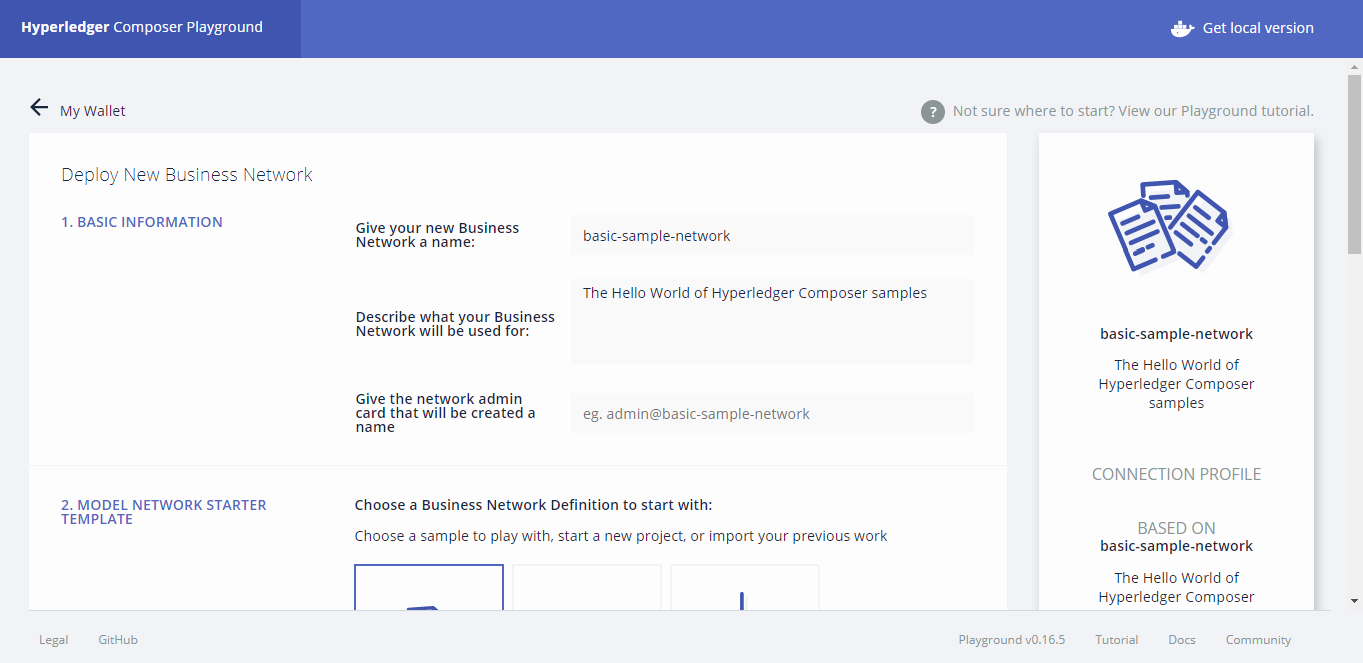 Hyperledger Composer Playground
Get local version
My Wallet
? Not sure where to start? View our Playground tutorial.
Deploy New Business Network
1. BASIC INFORMATION
Give your new Business
Network a name:
basic-sample-network
Describe what your Business
Network will be used for:
The Hello World of Hyperledger Composer samples
Give the network admin
card that will be created a
name
eg. admin@basic-sample-network
2. MODEL NETWORK STARTER
TEMPLATE
Choose a Business Network Definition to start with:
Choose a sample to play with, start a new project, or import your previous work
basic-sample-network
The Hello World of
Hyperledger Composer
samples
CONNECTION PROFILE
BASED ON
basic-sample-network
The Hello World of
Hyperledger Composer
Legal
GitHub
Playground v0.16.5
Tutorial
Docs
Community